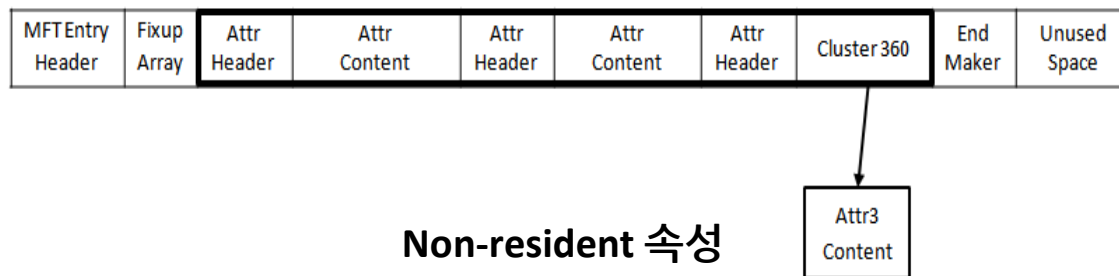 MFT Entry
Header
Fixup
Array
Attr
Header
Attr
Content
Attr
Header
Attr
Content
Attr
Header
Cluster 360
End
Maker
Unused
Space
Attr3
Content
Non-resident 속성